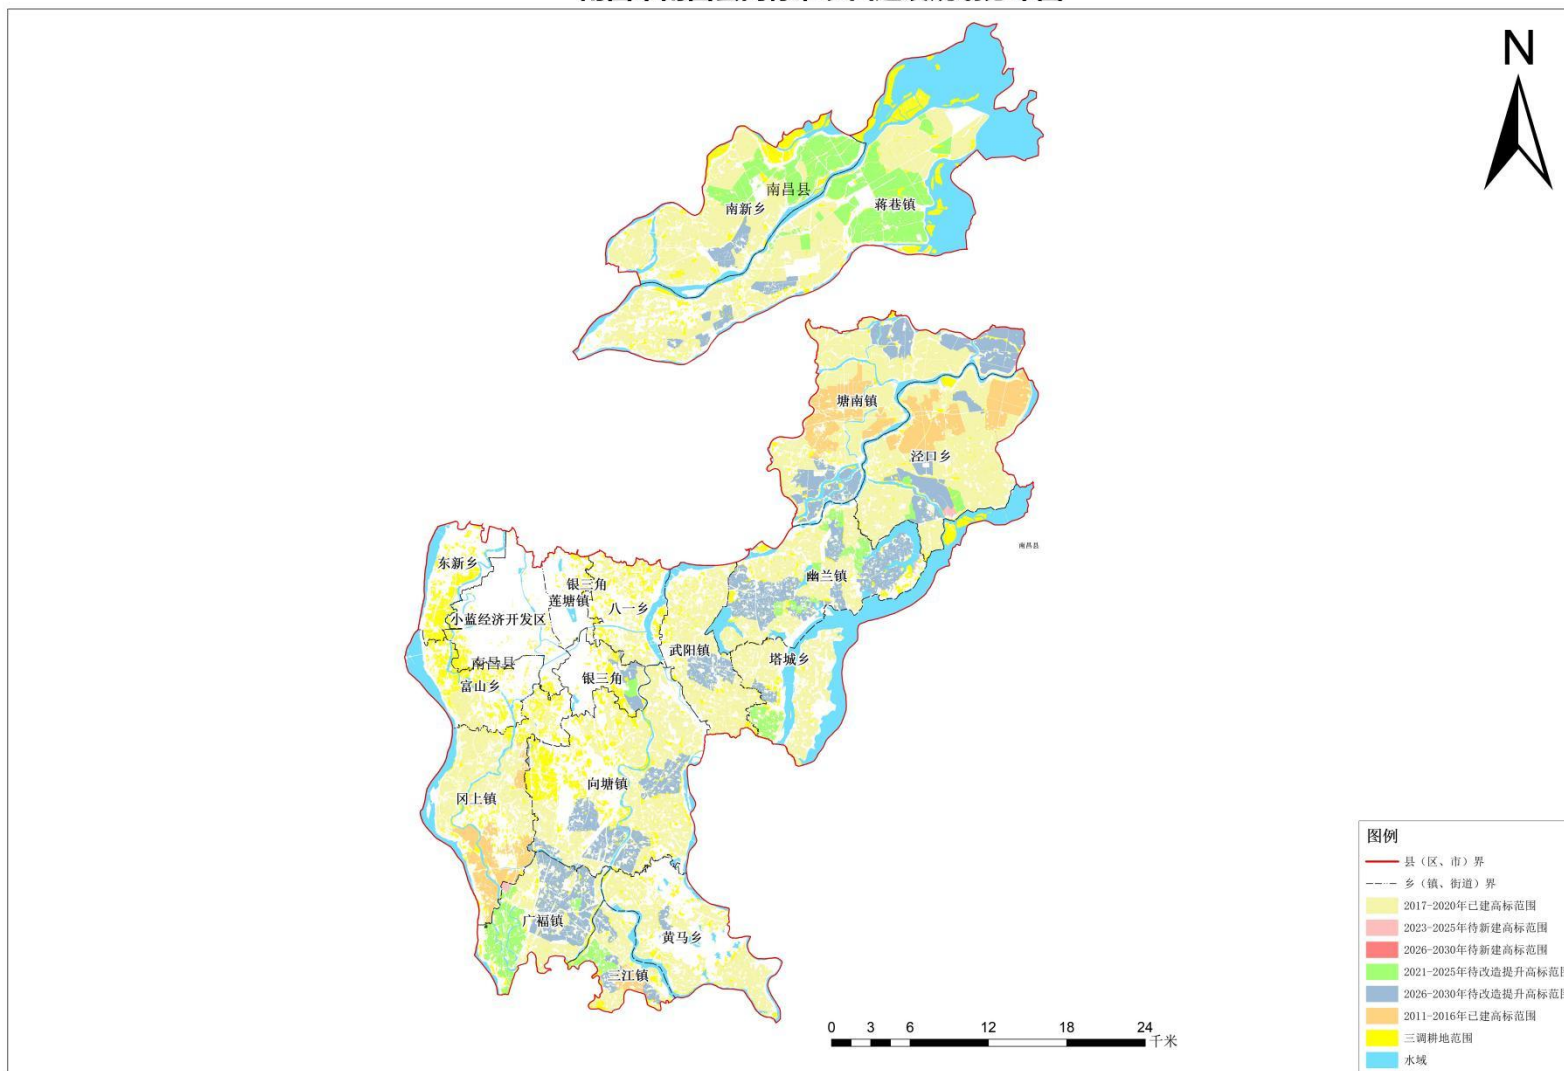 N
南昌县
南新乡
蒋巷镇
塘南镇
泾口乡
南昌县
幽兰镇
东新乡
银三角
莲塘镇
八一乡
小蓝经济开发区
武阳镇
塔城乡
南昌县
银三角
富山乡
向塘镇
冈上镇
广福镇
黄马乡
三江镇
0 3 6 12 18 24
千米
图例
县（区、市）界
乡（镇、街道）界
2017-2020年已建高标范围
2023-2025年待新建高标范围
2026-2030年待新建高标范围
2021-2025年待改造提升高标范围
2026-2030年待改造提升高标范围
2011-2016年已建高标范围
三调耕地范围
水域